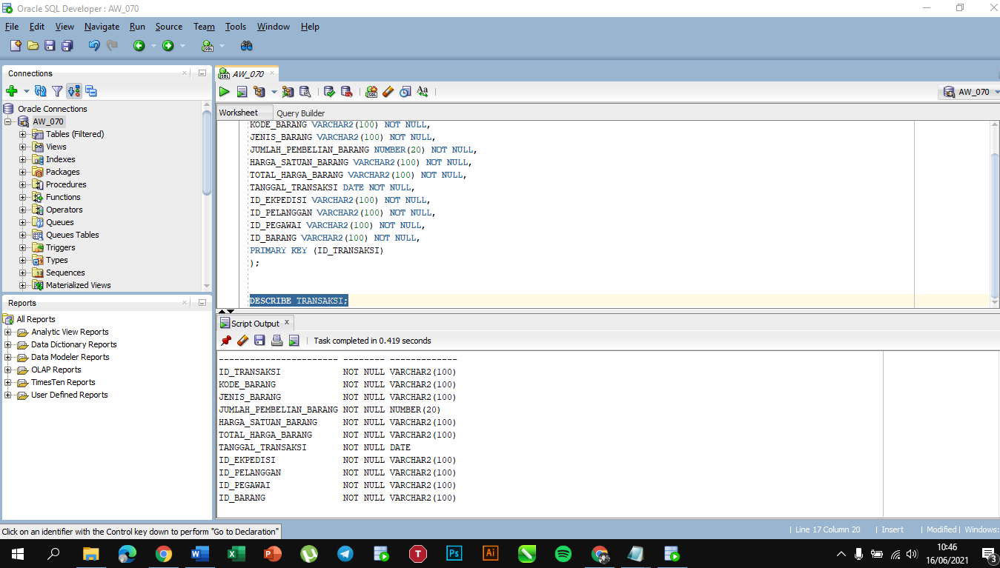 Oracle SQL Developer : AW_070
File Edit View Navigate Run Source Team Tools Window Help
Connections
Oracle Connections
AW_070
Tables (Filtered)
Views
Indexes
Packages
Procedures
Functions
Operators
Queues
Queues Tables
Triggers
Types
Sequences
Materialized Views
Reports
All Reports
Analytic View Reports
Data Dictionary Reports
Data Modeler Reports
OLAP Reports
TimesTen Reports
User Defined Reports
AW_070
AW_070
Worksheet Query Builder
KODE_BARANG VARCHAR2(100) NOT NULL,
JENIS_BARANG VARCHAR2(100) NOT NULL,
JUMLAH_PEMBELIAN_BARANG NUMBER(20) NOT NULL,
HARGA_SATUAN_BARANG VARCHAR2(100) NOT NULL,
TOTAL_HARGA_BARANG VARCHAR2(100) NOT NULL,
TANGGAL_TRANSAKSI DATE NOT NULL,
ID_EKPEDISI VARCHAR2(100) NOT NULL,
ID_PELANGGAN VARCHAR2(100) NOT NULL,
ID_PEGAWAI VARCHAR2(100) NOT NULL,
ID_BARANG VARCHAR2(100) NOT NULL,
PRIMARY KEY (ID_TRANSAKSI)
);
DESCRIBE TRANSAKSI;
Script Output
Task completed in 0.419 seconds
----------------------- -------- -------------
ID_TRANSAKSI NOT NULL VARCHAR2(100)
KODE_BARANG NOT NULL VARCHAR2(100)
JENIS_BARANG NOT NULL VARCHAR2(100)
JUMLAH_PEMBELIAN_BARANG NOT NULL NUMBER(20)
HARGA_SATUAN_BARANG NOT NULL VARCHAR2(100)
TOTAL_HARGA_BARANG NOT NULL VARCHAR2(100)
TANGGAL_TRANSAKSI NOT NULL DATE
ID_EKPEDISI NOT NULL VARCHAR2(100)
ID_PELANGGAN NOT NULL VARCHAR2(100)
ID_PEGAWAI NOT NULL VARCHAR2(100)
ID_BARANG NOT NULL VARCHAR2(100)
Click on an identifier with the Control key down to perform "Go to Declaration"
| Line 17 Column 20 | Insert | Modified | Windows:
10:46
16/06/2021
3